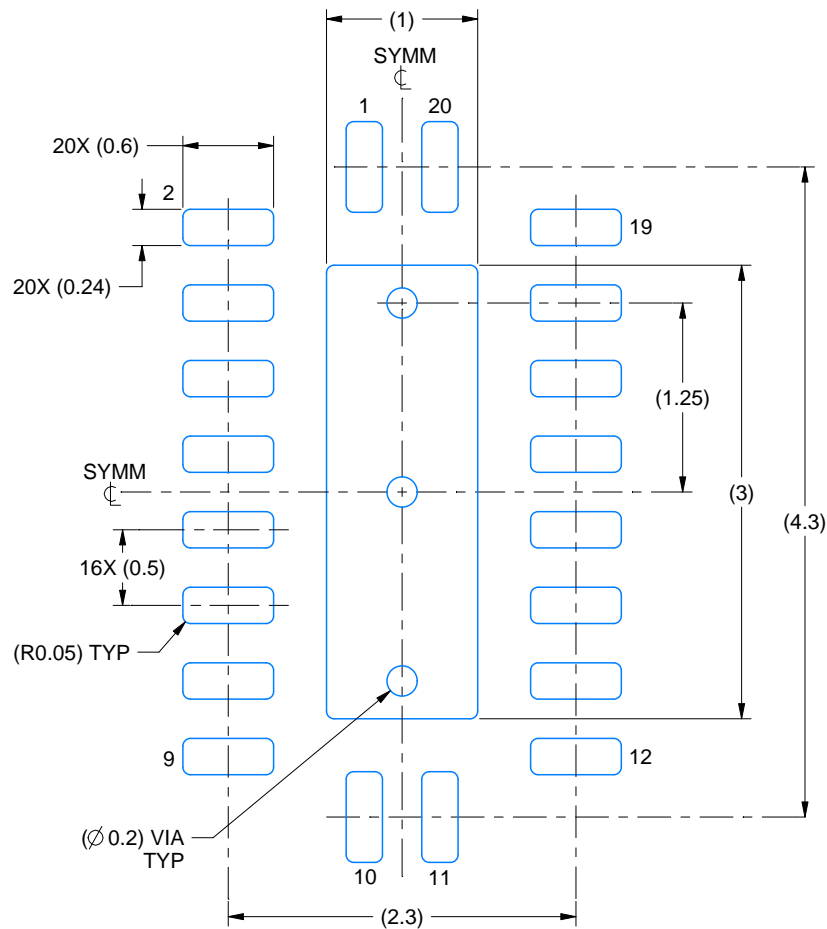 (1)
SYMM
℄
1
20
20X (0.6)
2
19
20X (0.24)
(1.25)
SYMM
℄
(3)
(4.3)
16X (0.5)
(R0.05) TYP
9
12
(∅ 0.2) VIA
TYP
10
11
(2.3)